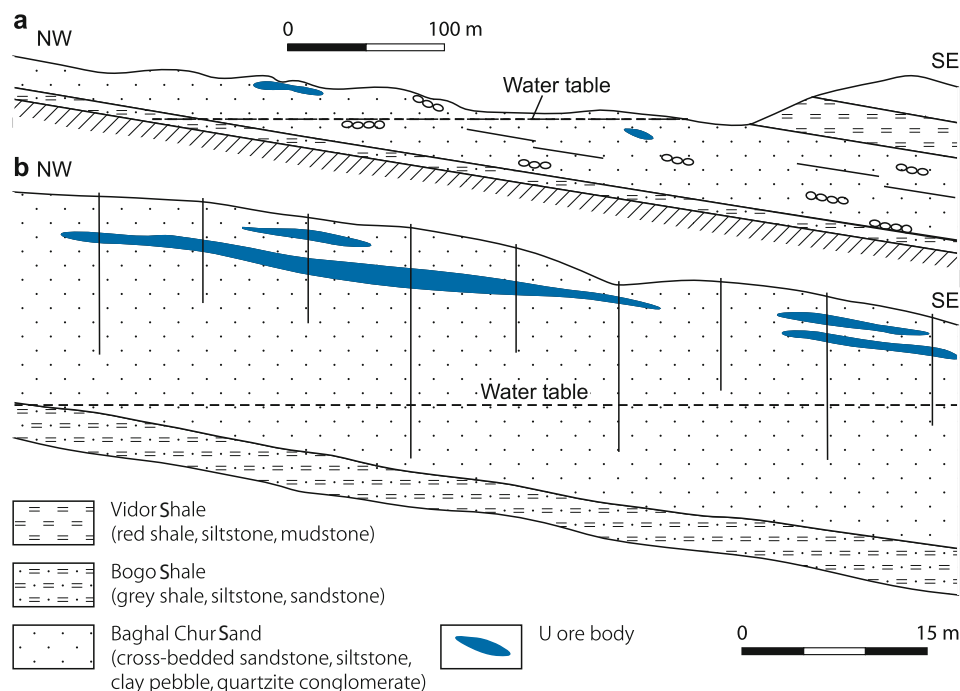 a
NW
0 100 m
SE
Water table
b NW
SE
Water table
Vidor Shale
(red shale, siltstone, mudstone)
Bogo Shale
(grey shale, siltstone, sandstone)
Baghal Chur Sand
(cross-bedded sandstone, siltstone,
clay pebble, quartzite conglomerate)
U ore body
0 15 m